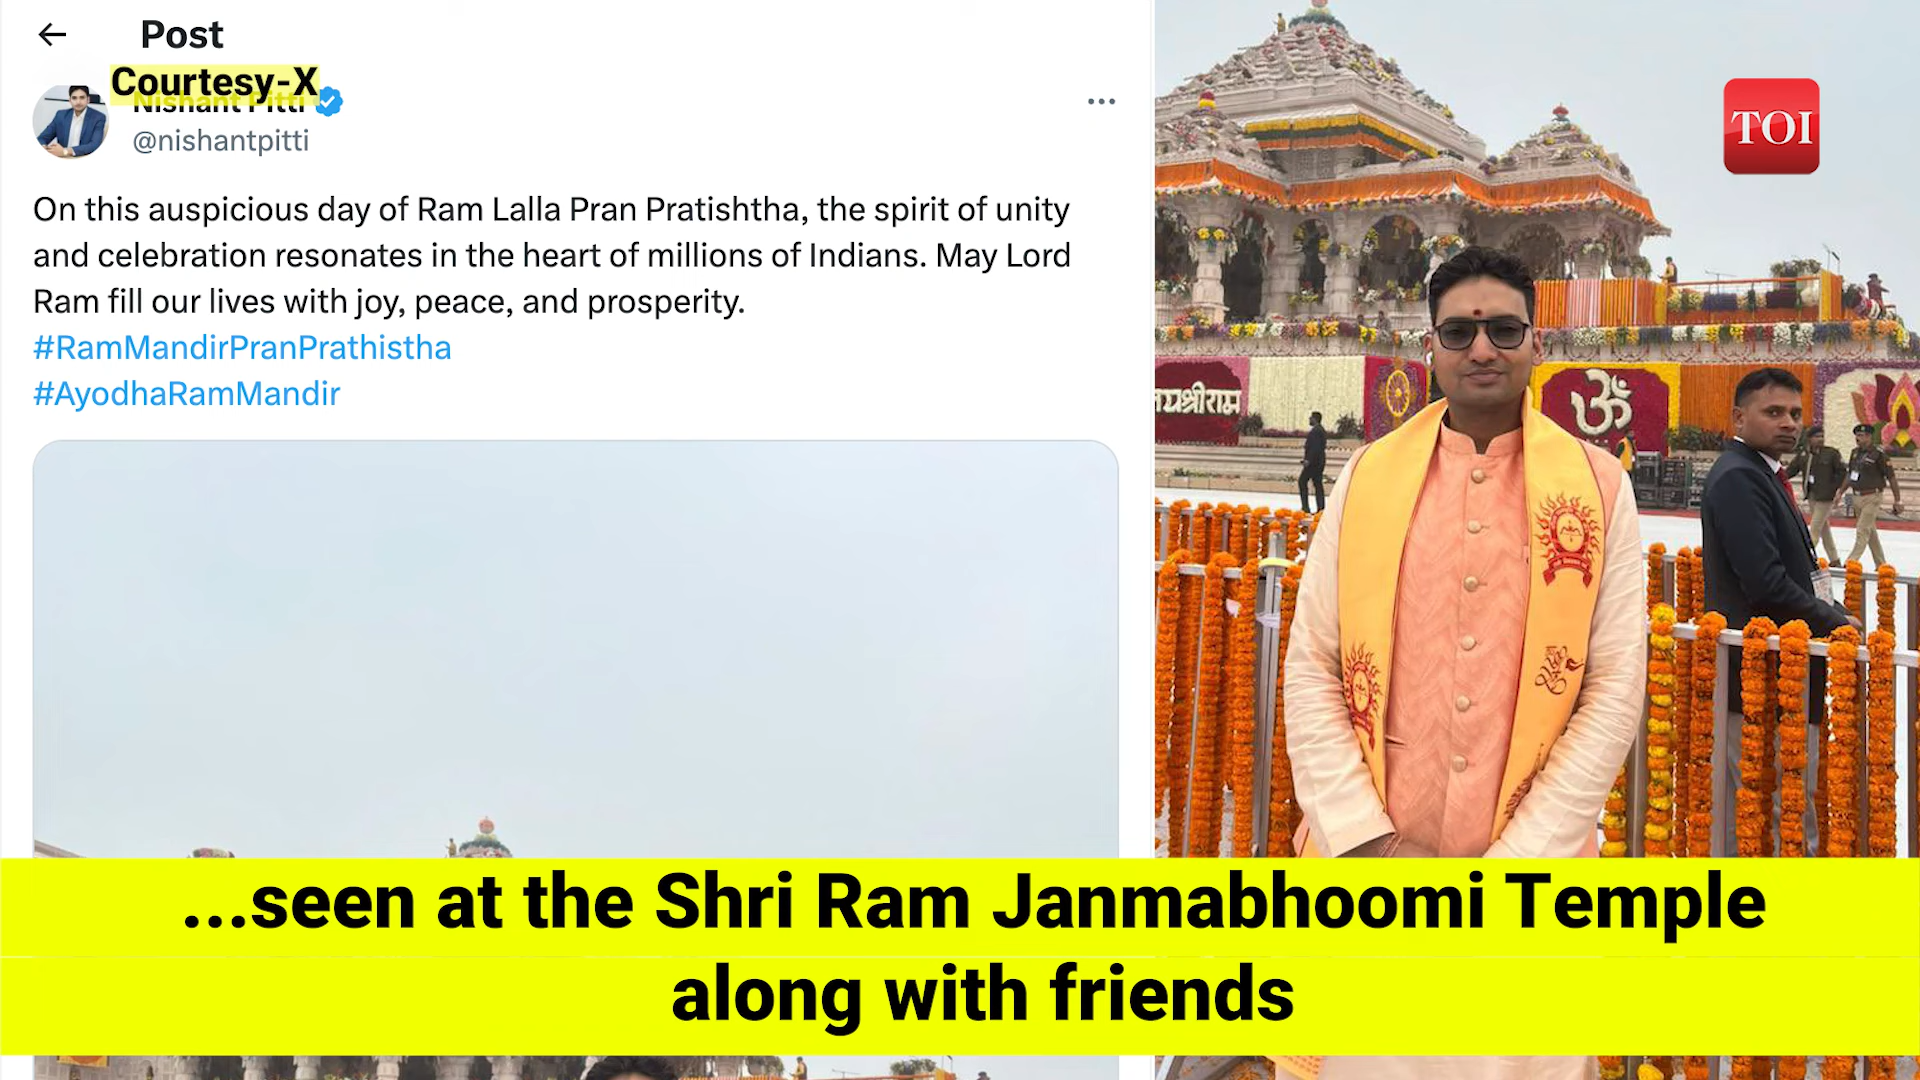 Post
Courtesy-X
Nishant Pitti
@nishantpitti
On this auspicious day of Ram Lalla Pran Pratishtha, the spirit of unity
and celebration resonates in the heart of millions of Indians. May Lord
Ram fill our lives with joy, peace, and prosperity.
#RamMandirPranPrathistha
#AyodhaRamMandir
TOI
श्रीराम
ॐ
...seen at the Shri Ram Janmabhoomi Temple
along with friends